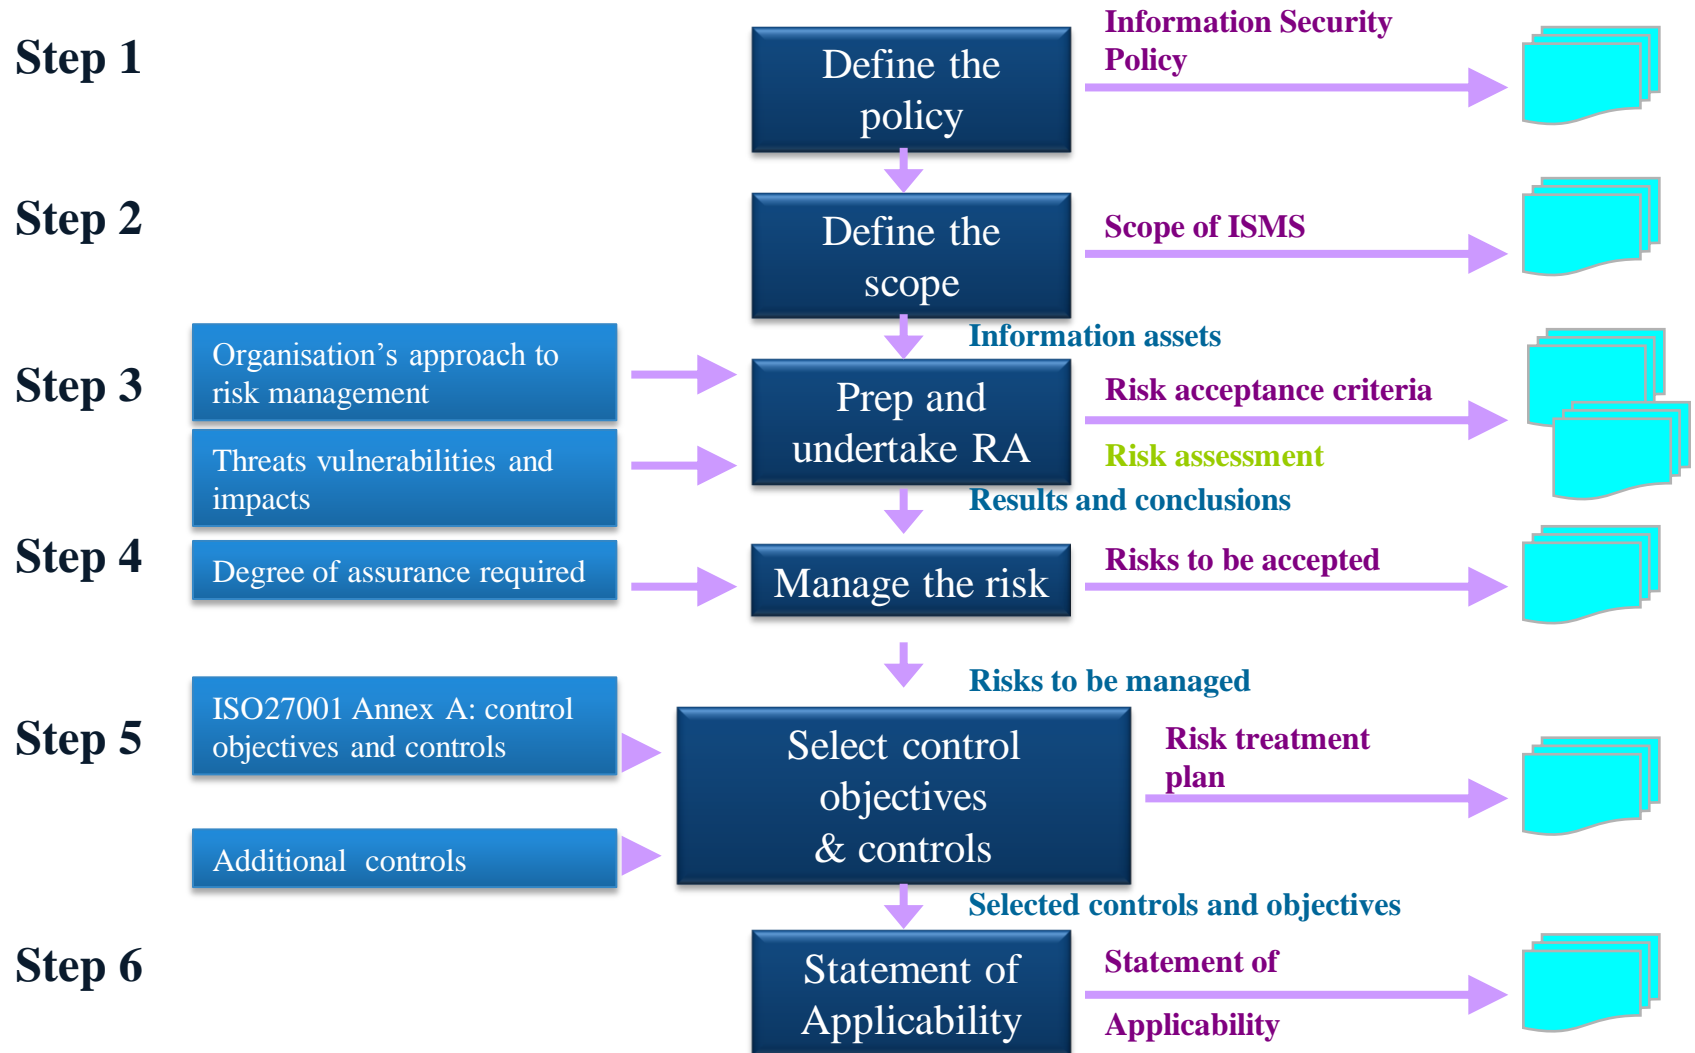 Step 1
Define the
policy
Information Security
Policy
Step 2
Define the
scope
Scope of ISMS
Information assets
Step 3
Organisation's approach to
risk management
Threats vulnerabilities and
impacts
Prep and
undertake RA
Risk acceptance criteria
Risk assessment
Results and conclusions
Step 4
Degree of assurance required
Manage the risk
Risks to be accepted
Risks to be managed
Step 5
ISO27001 Annex A: control
objectives and controls
Additional controls
Select control
objectives
& controls
Risk treatment
plan
Selected controls and objectives
Step 6
Statement of
Applicability
Statement of
Applicability